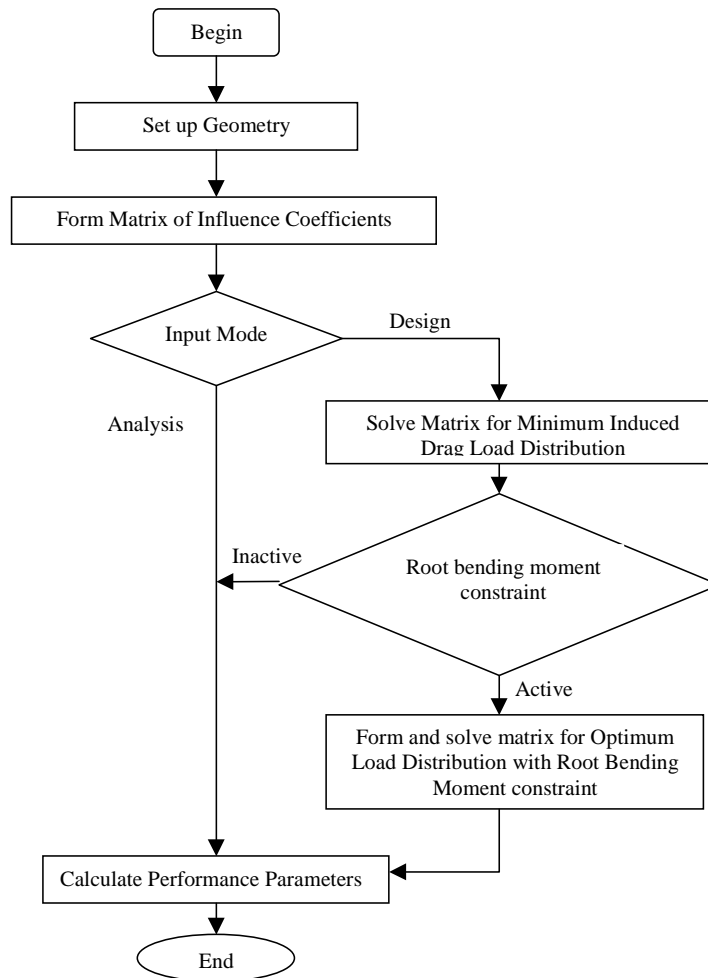 Begin
Set up Geometry
Form Matrix of Influence Coefficients
Input Mode
Design
Analysis
Solve Matrix for Minimum Induced
Drag Load Distribution
Inactive
Root bending moment
constraint
Active
Form and solve matrix for Optimum
Load Distribution with Root Bending
Moment constraint
Calculate Performance Parameters
End